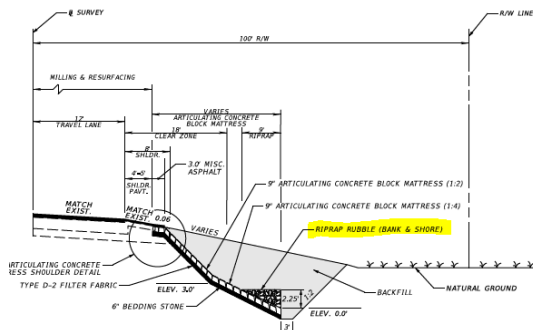 ℄ SURVEY
R/W LINE
100' R/W
MILLING & RESURFACING
VARIES
ARTICULATING CONCRETE
BLOCK MATTRESS
12'
TRAVEL LANE
18'
CLEAR ZONE
9'
RIPRAP
8'
SHLDR.
3.0' MISC.
ASPHALT
SHLDR.
PAVT.
MATCH
EXIST.
MATCH
EXIST.
0.06
VARIES
9" ARTICULATING CONCRETE BLOCK MATTRESS (1:2)
9" ARTICULATING CONCRETE BLOCK MATTRESS (1:4)
RIPRAP RUBBLE (BANK & SHORE)
ARTICULATING CONCRETE
RESS SHOULDER DETAIL
TYPE D-2 FILTER FABRIC
6" BEDDING STONE
ELEV. 3.0'
2.25'
1:2
ELEV. 0.0'
BACKFILL
NATURAL GROUND
3'